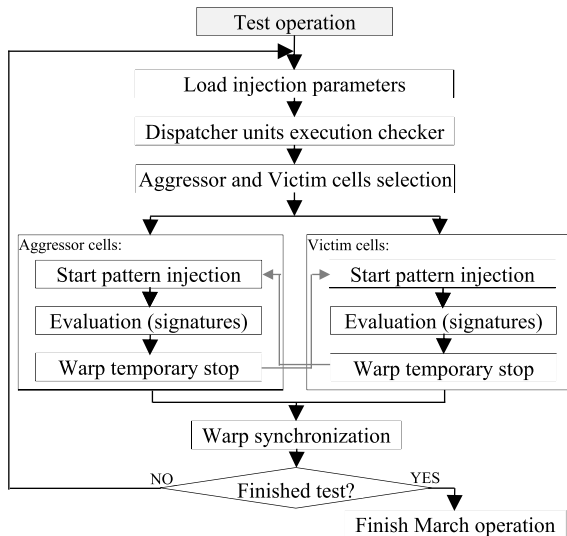 Test operation
Load injection parameters
Dispatcher units execution checker
Aggressor and Victim cells selection
Aggressor cells:
Start pattern injection
Evaluation (signatures)
Warp temporary stop
Victim cells:
Start pattern injection
Evaluation (signatures)
Warp temporary stop
Warp synchronization
NO
Finished test?
YES
Finish March operation